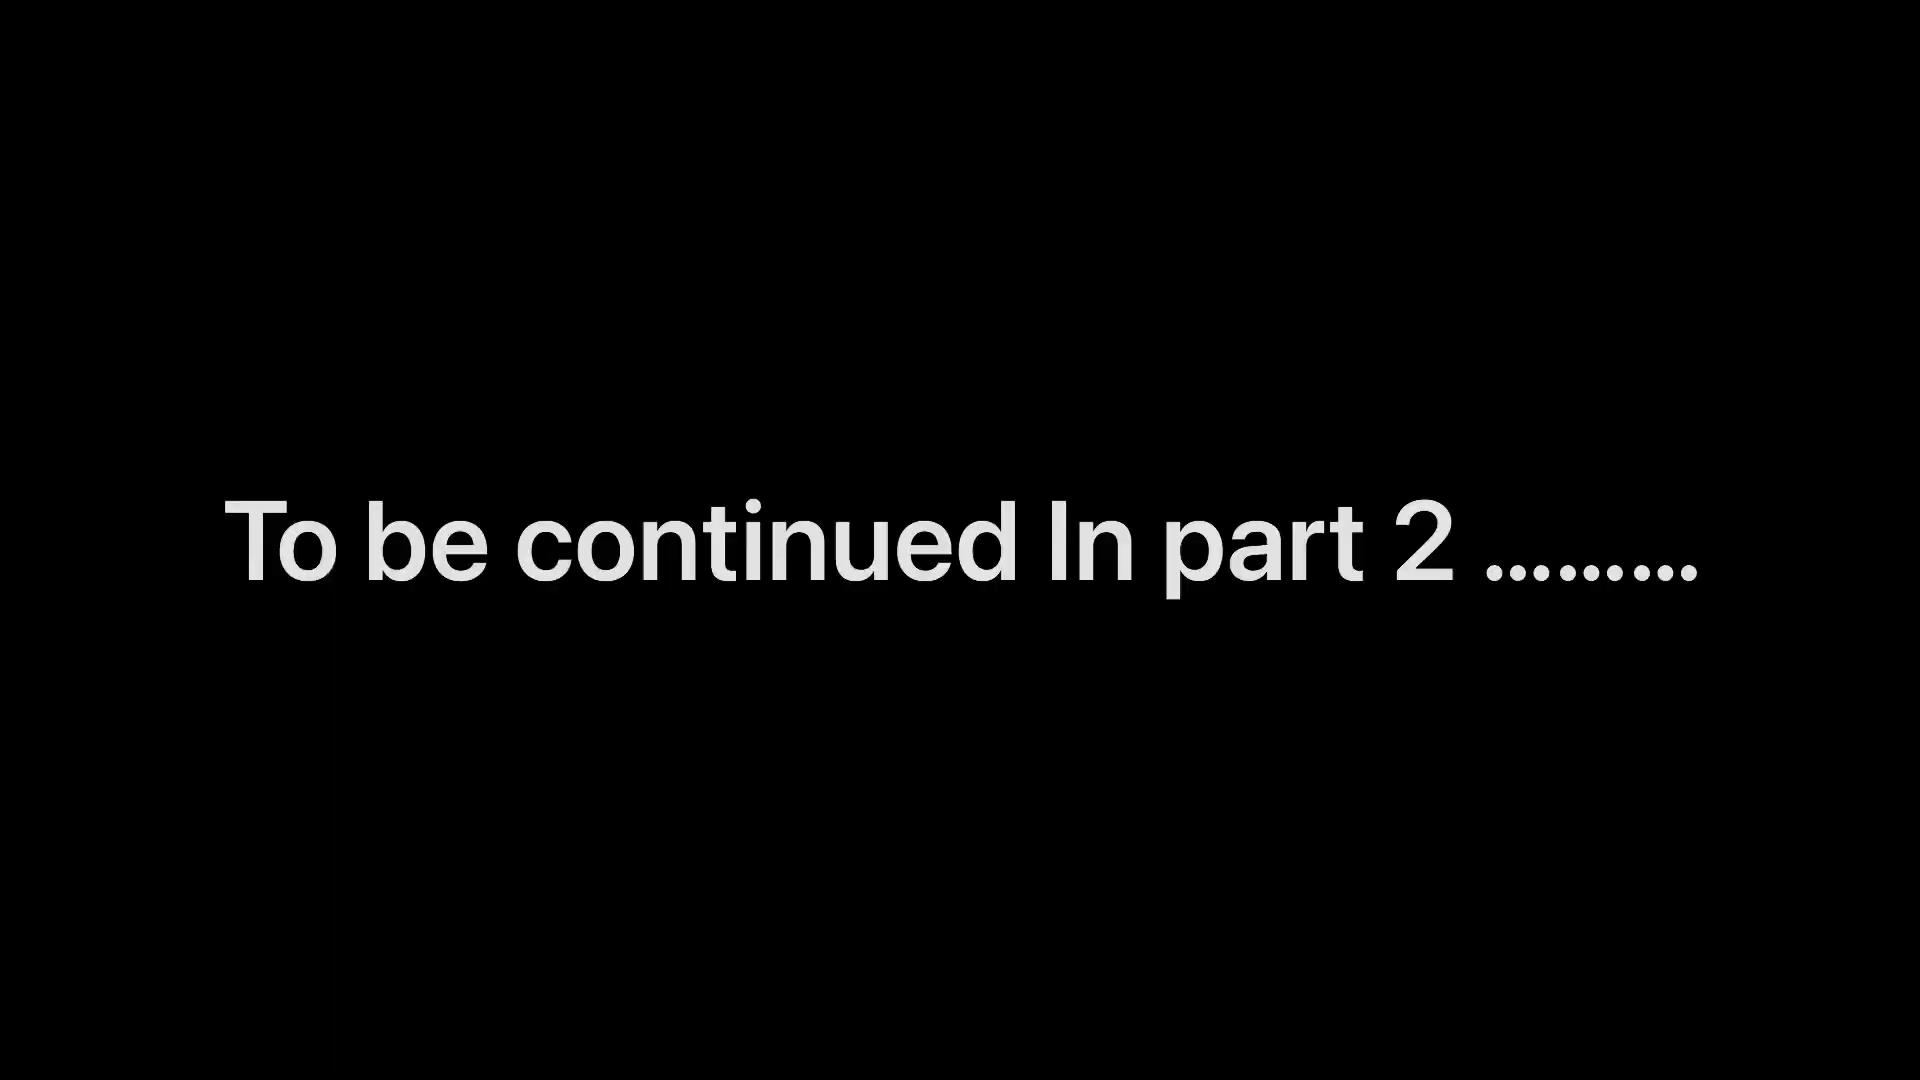 To be continued In part 2 ………